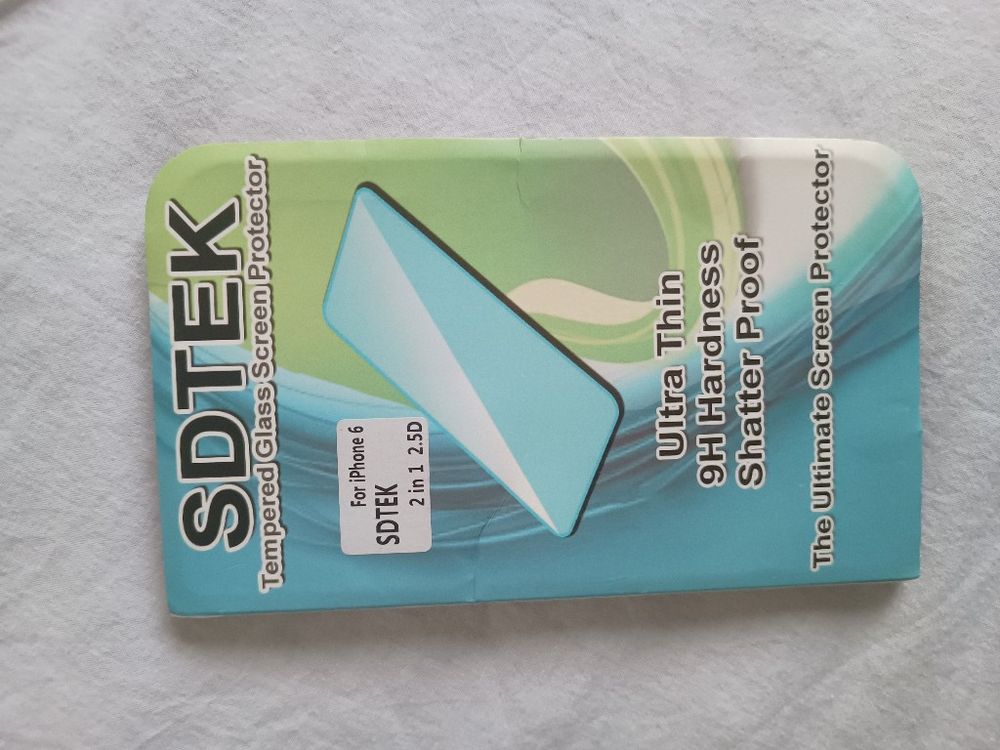 SDTEK
Tempered Glass Screen Protector
For iPhone 6
SDTEK
2 in 1 2.5D
Ultra Thin
9H Hardness
Shatter Proof
The Ultimate Screen Protector